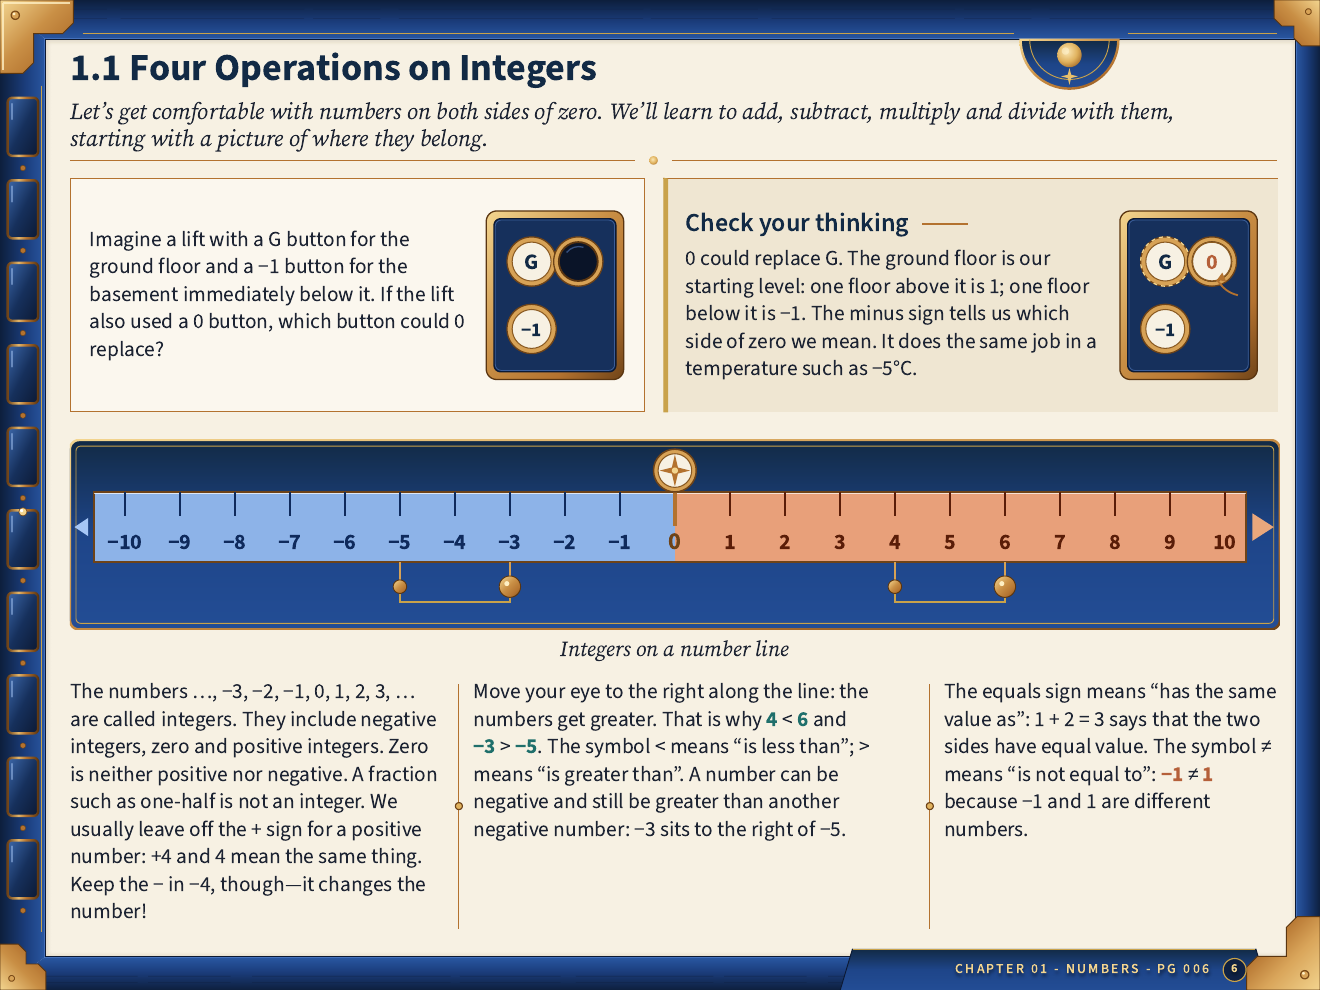 1.1 Four Operations on Integers
Let’s get comfortable with numbers on both sides of zero. We’ll learn to add, subtract, multiply and divide with them,
starting with a picture of where they belong.
Imagine a lift with a G button for the
ground floor and a −1 button for the
basement immediately below it. If the lift
also used a 0 button, which button could 0
replace?
G
−1
Check your thinking
0 could replace G. The ground floor is our
starting level: one floor above it is 1; one floor
below it is −1. The minus sign tells us which
side of zero we mean. It does the same job in a
temperature such as −5°C.
G 0
−1
−10 −9 −8 −7 −6 −5 −4 −3 −2 −1 0 1 2 3 4 5 6 7 8 9 10
Integers on a number line
The numbers …, −3, −2, −1, 0, 1, 2, 3, …
are called integers. They include negative
integers, zero and positive integers. Zero
is neither positive nor negative. A fraction
such as one-half is not an integer. We
usually leave off the + sign for a positive
number: +4 and 4 mean the same thing.
Keep the − in −4, though—it changes the
number!
Move your eye to the right along the line: the
numbers get greater. That is why 4 < 6 and
−3 > −5. The symbol < means “is less than”; >
means “is greater than”. A number can be
negative and still be greater than another
negative number: −3 sits to the right of −5.
The equals sign means “has the same
value as”: 1 + 2 = 3 says that the two
sides have equal value. The symbol ≠
means “is not equal to”: −1 ≠ 1
because −1 and 1 are different
numbers.
CHAPTER 01 - NUMBERS - PG 006 6